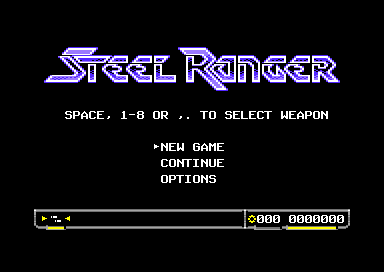 STEEL RANGER
SPACE, 1-8 OR ,. TO SELECT WEAPON
NEW GAME
CONTINUE
OPTIONS
000 0000000